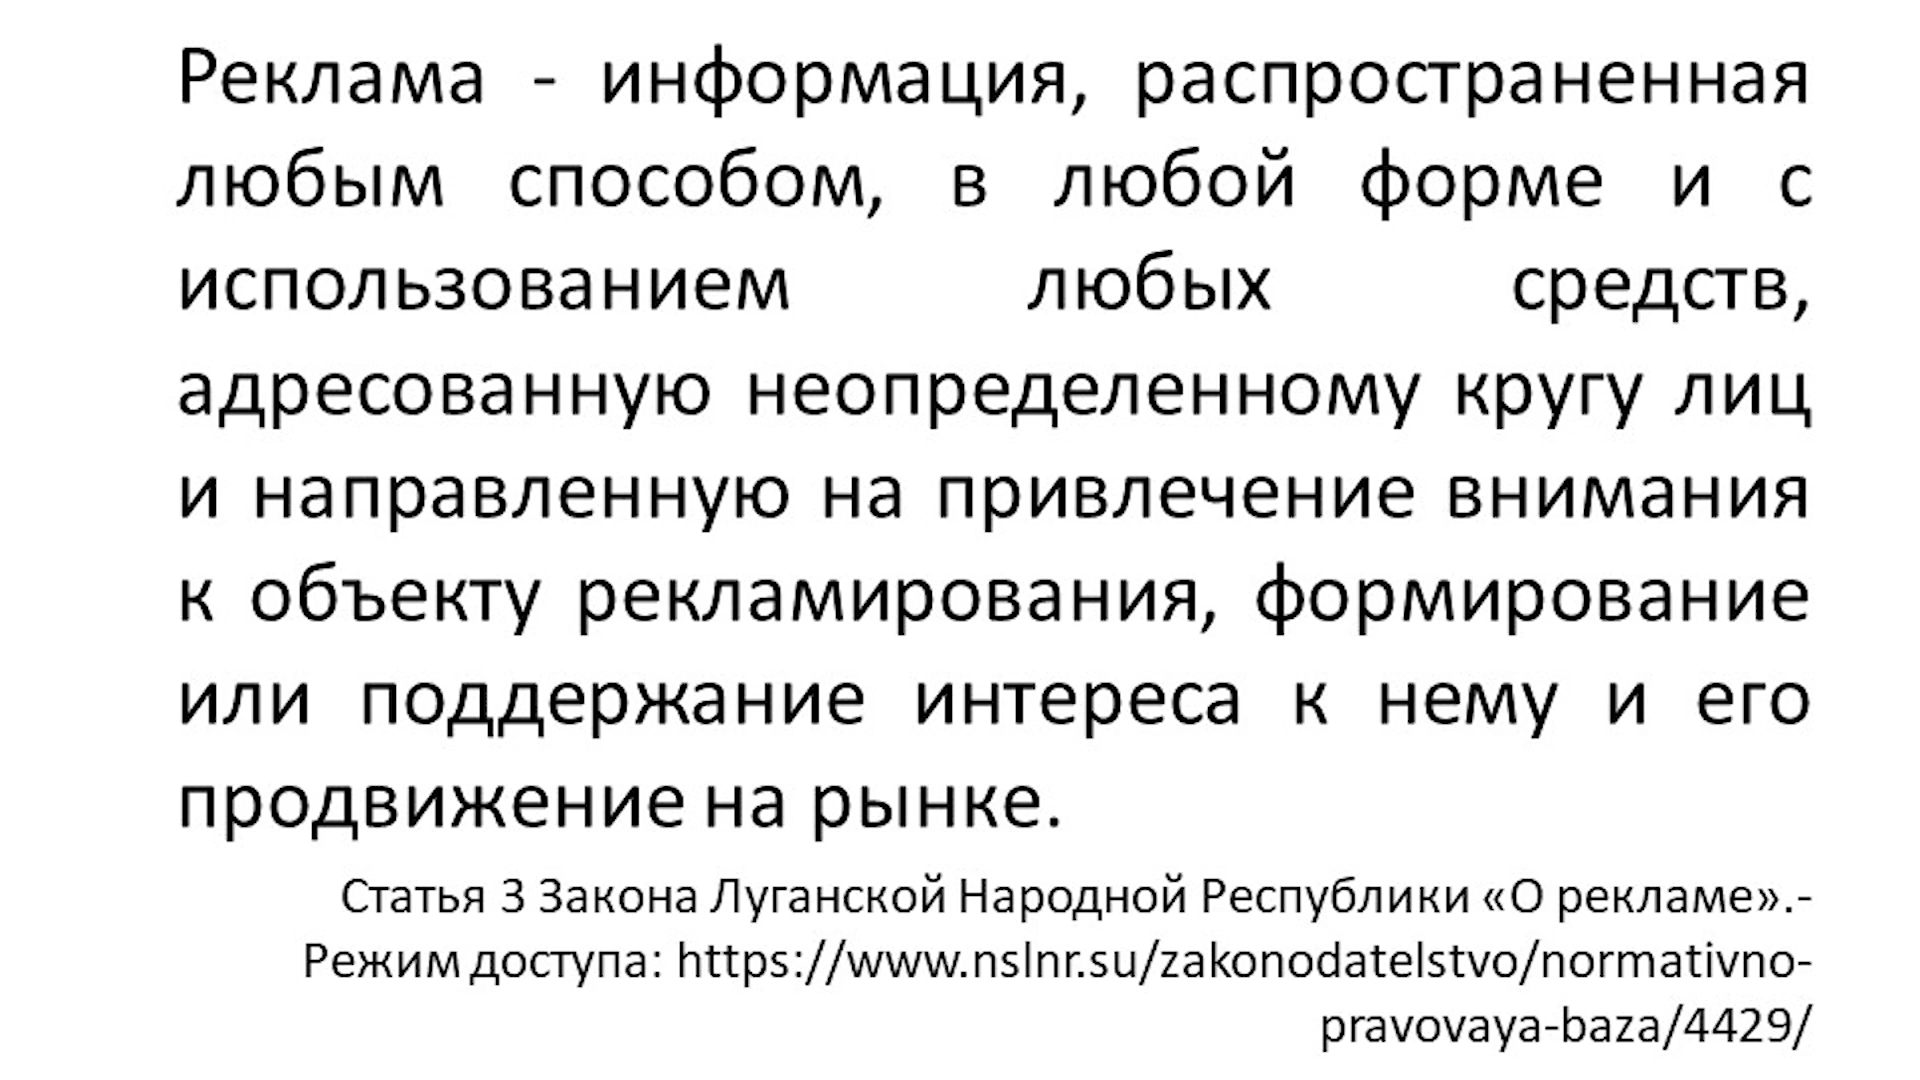 Реклама - информация, распространенная
любым способом, в любой форме и с
использованием любых средств,
адресованную неопределенному кругу лиц
и направленную на привлечение внимания
к объекту рекламирования, формирование
или поддержание интереса к нему и его
продвижение на рынке.
Статья 3 Закона Луганской Народной Республики «О рекламе».-
Режим доступа: https://www.nslnr.su/zakonodatelstvo/normativno-
pravovaya-baza/4429/